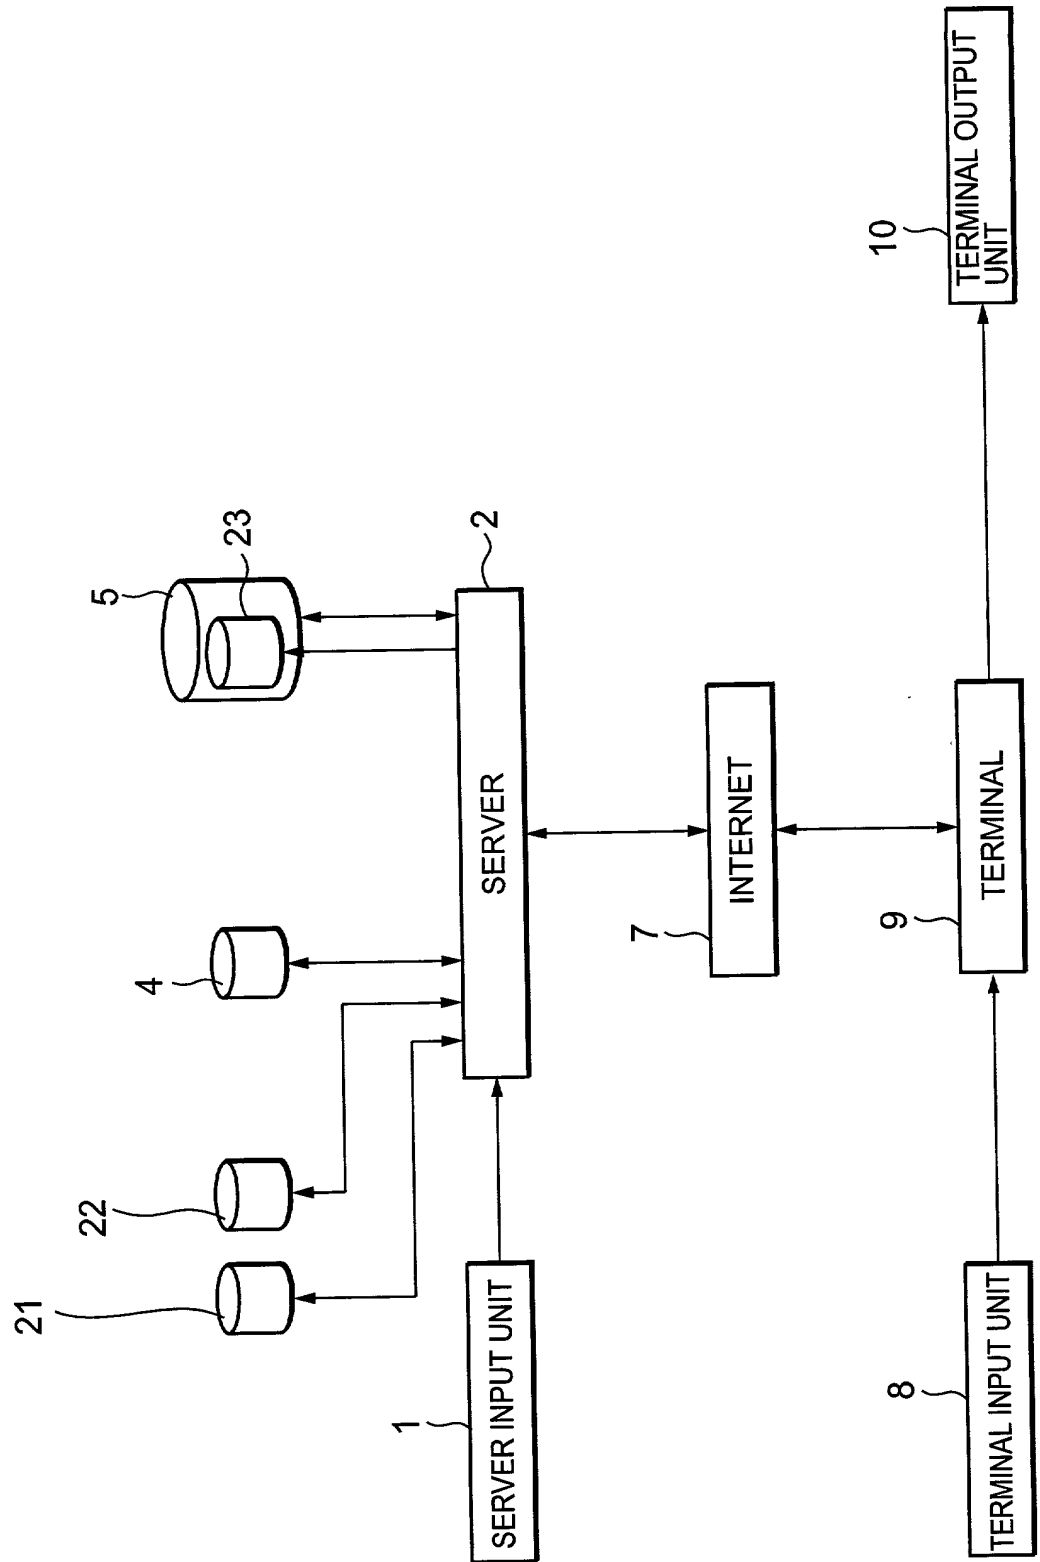 21
22
4
5
23
1
SERVER INPUT UNIT
SERVER
2
7
INTERNET
8
TERMINAL INPUT UNIT
9
TERMINAL
10
TERMINAL OUTPUT
UNIT